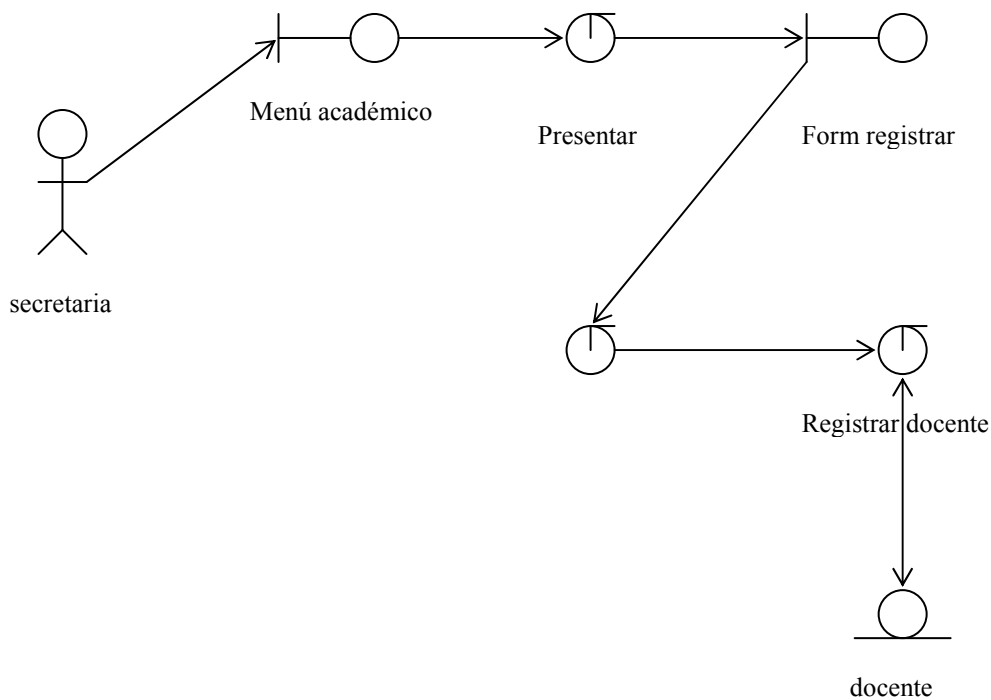 Menú académico
Presentar
Form registrar
secretaria
Registrar docente
docente